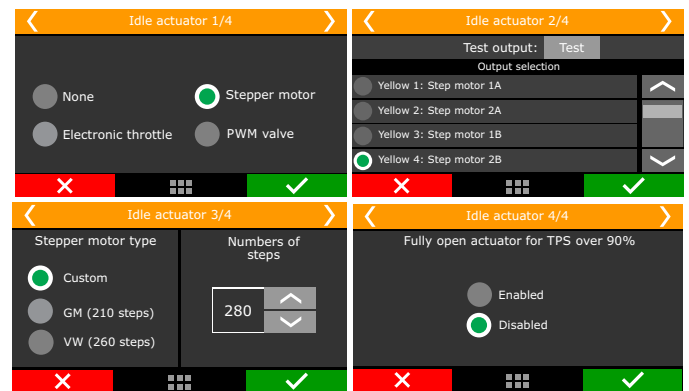 Idle actuator 1/4
None
Stepper motor
Electronic throttle
PWM valve
Idle actuator 2/4
Test output: Test
Output selection
Yellow 1: Step motor 1A
Yellow 2: Step motor 2A
Yellow 3: Step motor 1B
Yellow 4: Step motor 2B
Idle actuator 3/4
Stepper motor type
Custom
GM (210 steps)
VW (260 steps)
Numbers of
steps
280
Idle actuator 4/4
Fully open actuator for TPS over 90%
Enabled
Disabled